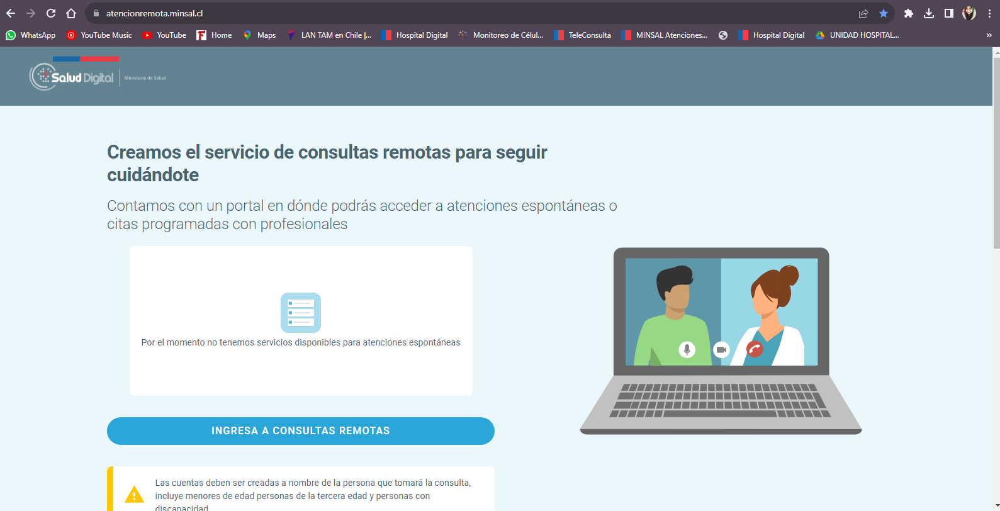 atencionremota.minsal.cl
WhatsApp YouTube Music YouTube Home Maps LAN TAM en Chile |... Hospital Digital Monitoreo de Célul... TeleConsulta MINSAL Atenciones... Hospital Digital UNIDAD HOSPITAL... »
Salud Digital Ministerio de Salud
Creamos el servicio de consultas remotas para seguir
cuidándote
Contamos con un portal en dónde podrás acceder a atenciones espontáneas o
citas programadas con profesionales
Por el momento no tenemos servicios disponibles para atenciones espontáneas
INGRESA A CONSULTAS REMOTAS
Las cuentas deben ser creadas a nombre de la persona que tomará la consulta,
incluye menores de edad personas de la tercera edad y personas con
discapacidad